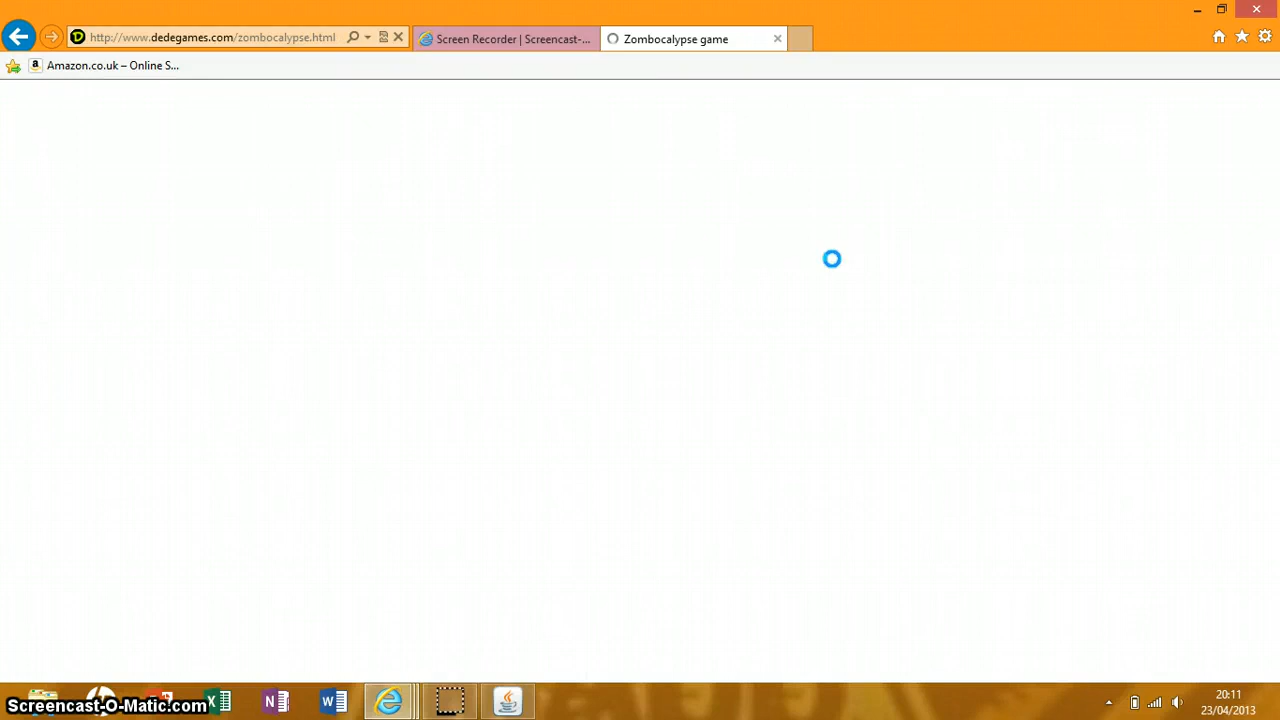 http://www.dedegames.com/zombocalypse.html
Screen Recorder | Screencast-...
Zombocalypse game
Amazon.co.uk – Online S...
Screencast-O-Matic.com
20:11
23/04/2013